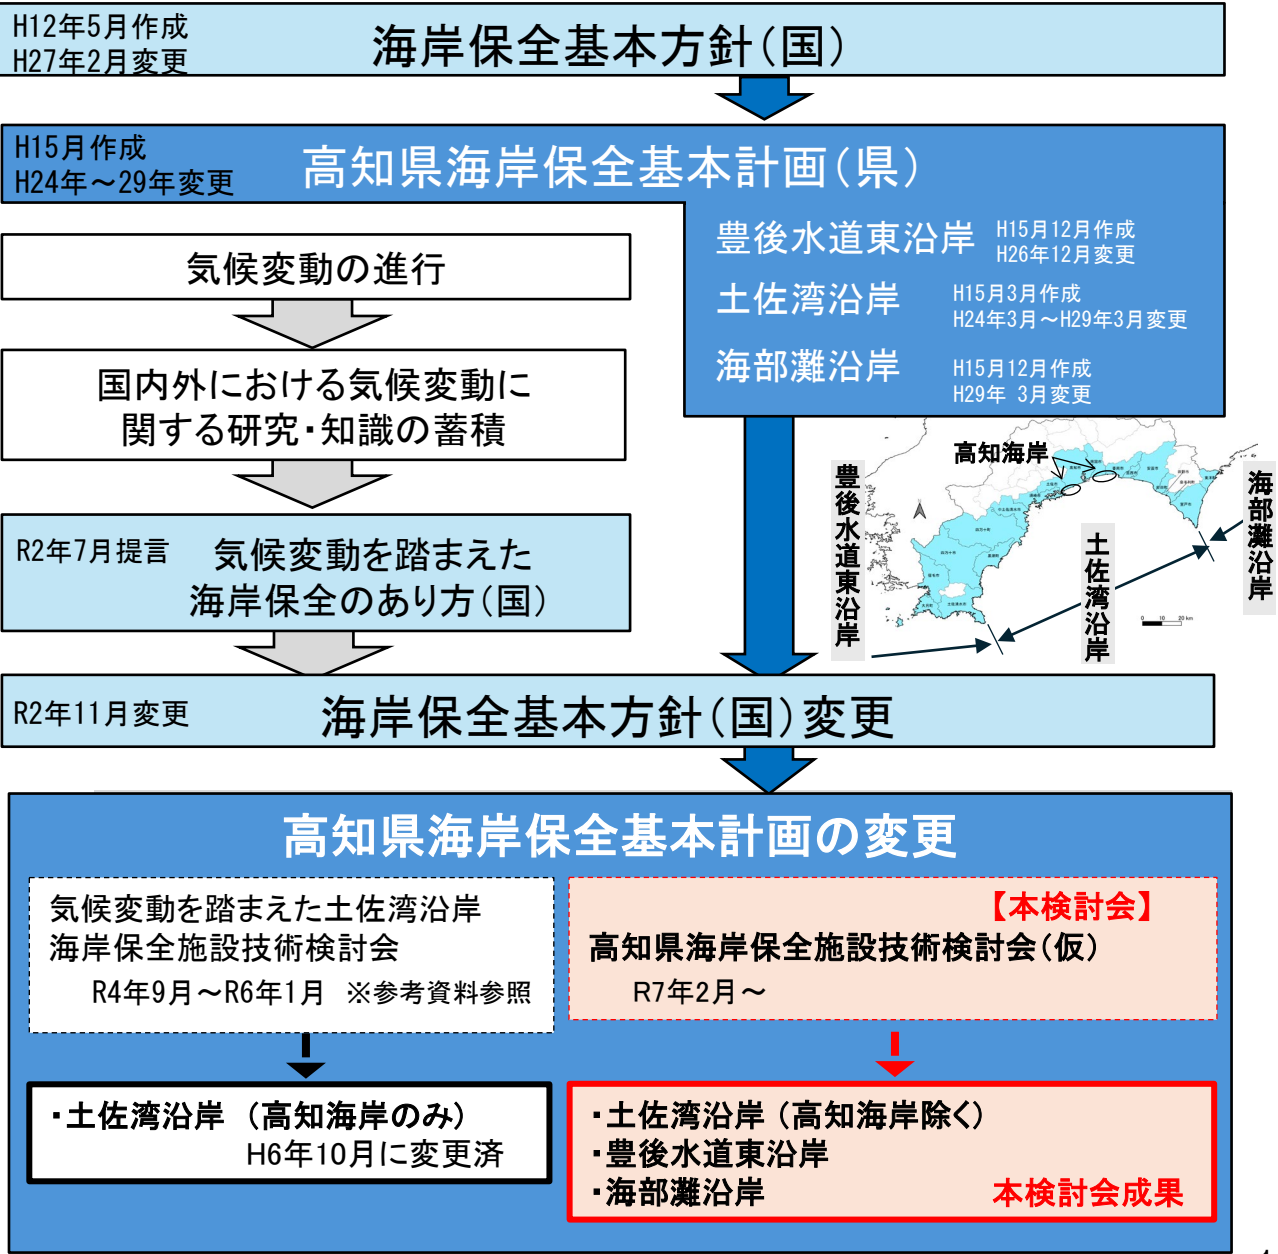 H12年5月作成
H27年2月変更
海岸保全基本方針(国)
H15月作成
H24年～29年変更
高知県海岸保全基本計画(県)
豊後水道東沿岸
H15月12月作成
H26年12月変更
土佐湾沿岸
H15月3月作成
H24年3月～H29年3月変更
海部灘沿岸
H15月12月作成
H29年 3月変更
気候変動の進行
国内外における気候変動に
関する研究・知識の蓄積
R2年7月提言
気候変動を踏まえた
海岸保全のあり方(国)
高知海岸
豊後水道東沿岸
土佐湾沿岸
海部灘沿岸
0 10 20 km
R2年11月変更
海岸保全基本方針(国)変更
高知県海岸保全基本計画の変更
気候変動を踏まえた土佐湾沿岸
海岸保全施設技術検討会
R4年9月～R6年1月 ※参考資料参照
【本検討会】
高知県海岸保全施設技術検討会(仮)
R7年2月～
・土佐湾沿岸 (高知海岸のみ)
H6年10月に変更済
・土佐湾沿岸(高知海岸除く)
・豊後水道東沿岸
・海部灘沿岸
本検討会成果